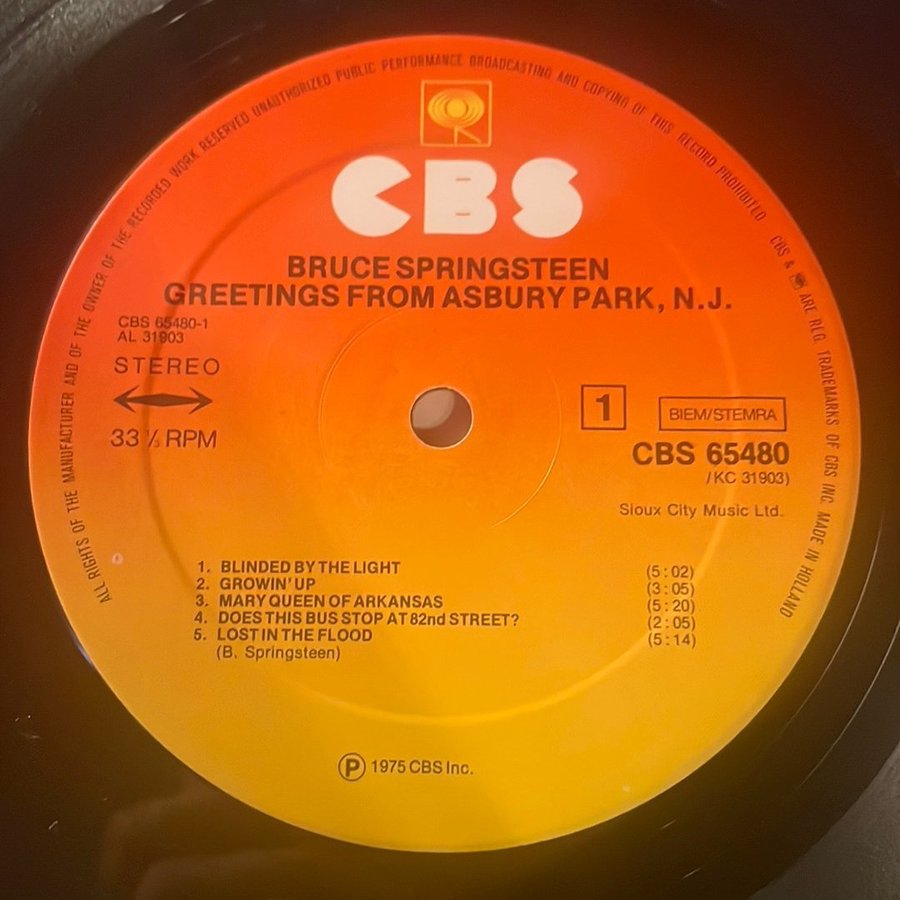 ALL RIGHTS OF THE MANUFACTURER AND OF THE OWNER OF THE RECORDED WORK RESERVED UNAUTHORIZED PUBLIC PERFORMANCE BROADCASTING AND COPYING OF THIS RECORD PROHIBITED
CBS & ARE REG. TRADEMARKS OF CBS INC. MADE IN HOLLAND
CBS
BRUCE SPRINGSTEEN
GREETINGS FROM ASBURY PARK, N.J.
CBS 65480-1
AL 31903
STEREO
33 ⅓ RPM
1
BIEM/STEMRA
CBS 65480
/KC 31903)
Sioux City Music Ltd.
1. BLINDED BY THE LIGHT (5:02)
2. GROWIN' UP (3:05)
3. MARY QUEEN OF ARKANSAS (5:20)
4. DOES THIS BUS STOP AT 82nd STREET? (2:05)
5. LOST IN THE FLOOD (5:14)
(B. Springsteen)
Ⓟ 1975 CBS Inc.